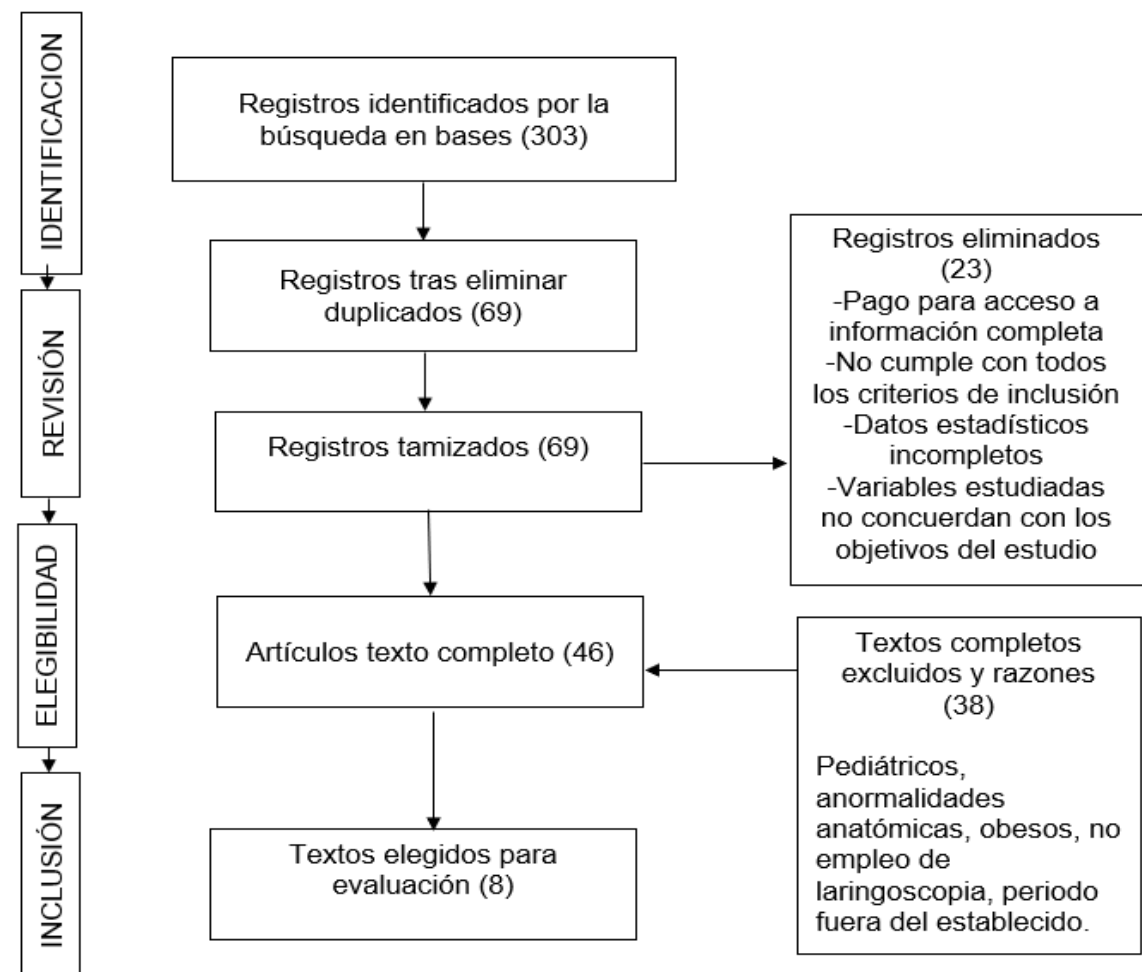 IDENTIFICACION
Registros identificados por la
búsqueda en bases (303)
Registros tras eliminar
duplicados (69)
REVISIÓN
Registros tamizados (69)
Registros eliminados
(23)
-Pago para acceso a
información completa
-No cumple con todos
los criterios de inclusión
-Datos estadísticos
incompletos
-Variables estudiadas
no concuerdan con los
objetivos del estudio
ELEGIBILIDAD
Artículos texto completo (46)
Textos completos
excluidos y razones
(38)
Pediátricos,
anormalidades
anatómicas, obesos, no
empleo de
laringoscopia, periodo
fuera del establecido.
INCLUSIÓN
Textos elegidos para
evaluación (8)